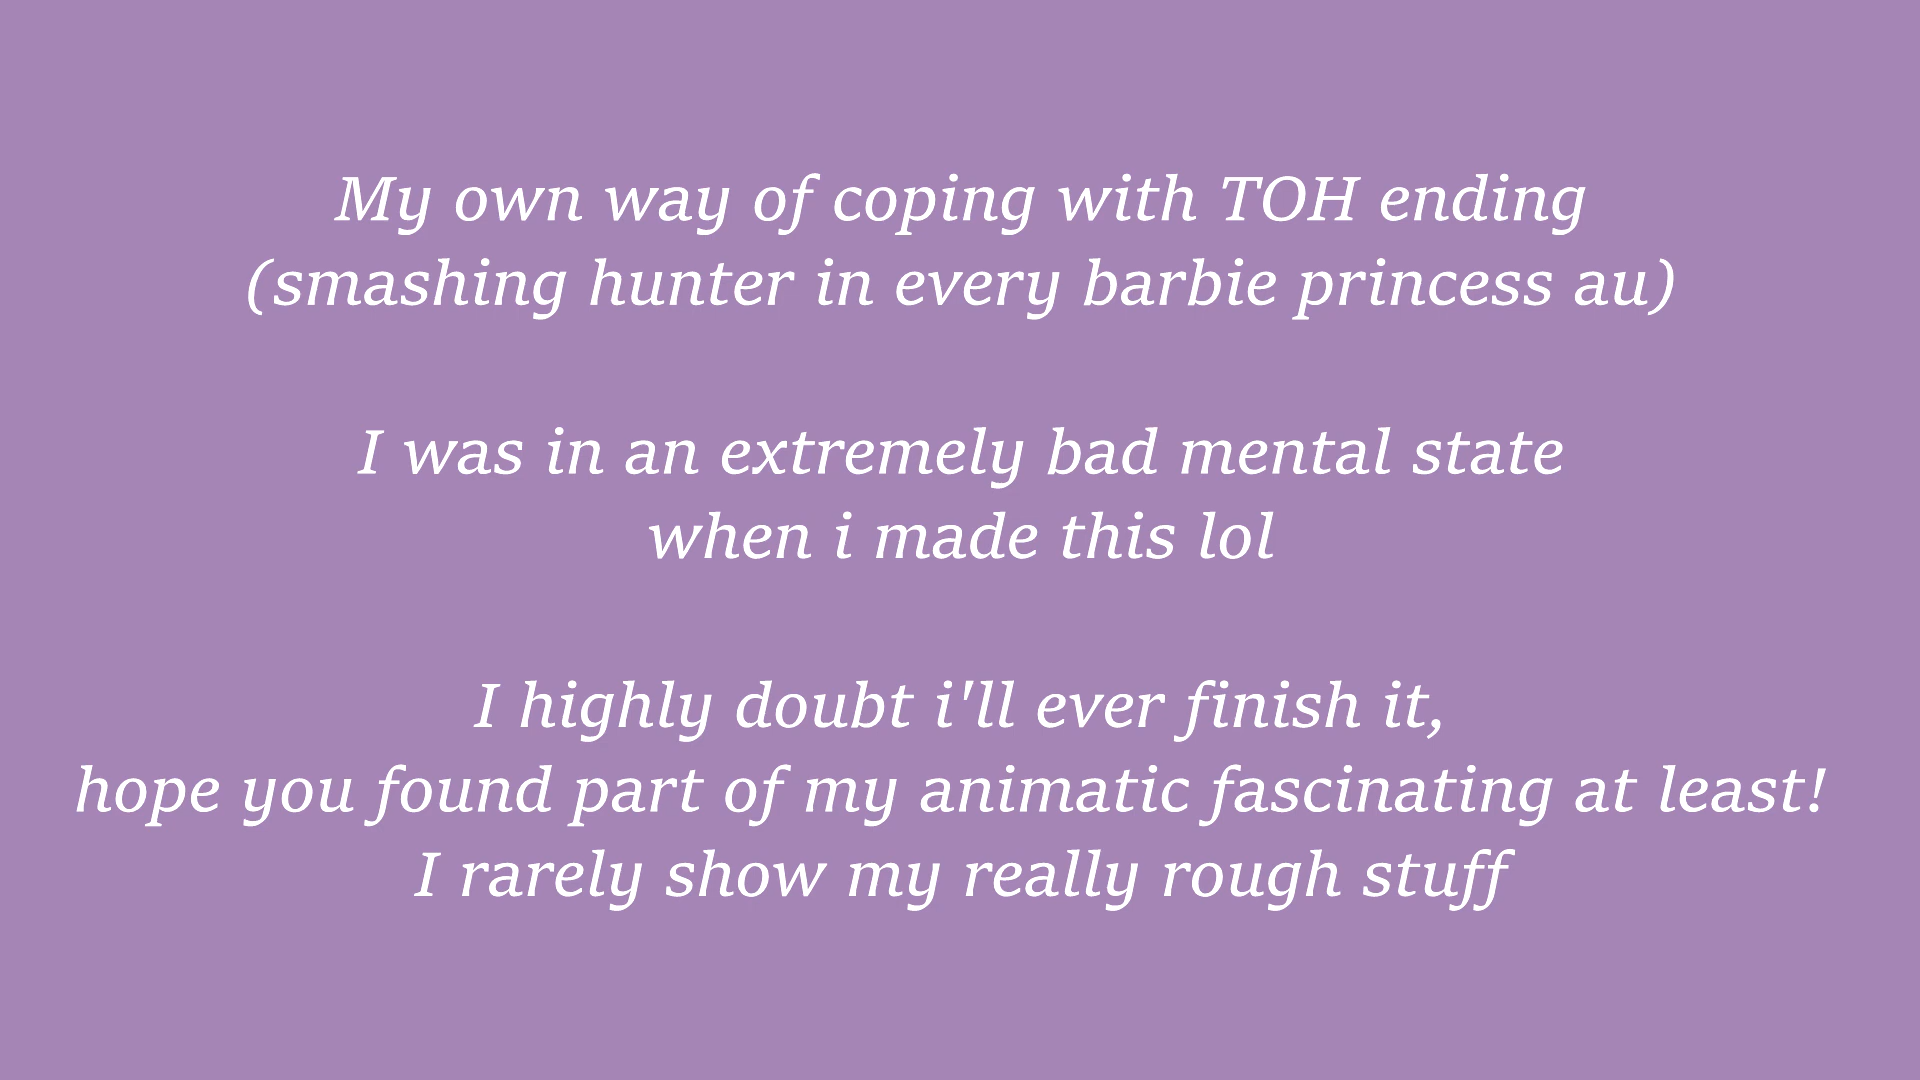 My own way of coping with TOH ending
(smashing hunter in every barbie princess au)
I was in an extremely bad mental state
when i made this lol
I highly doubt i'll ever finish it,
hope you found part of my animatic fascinating at least!
I rarely show my really rough stuff